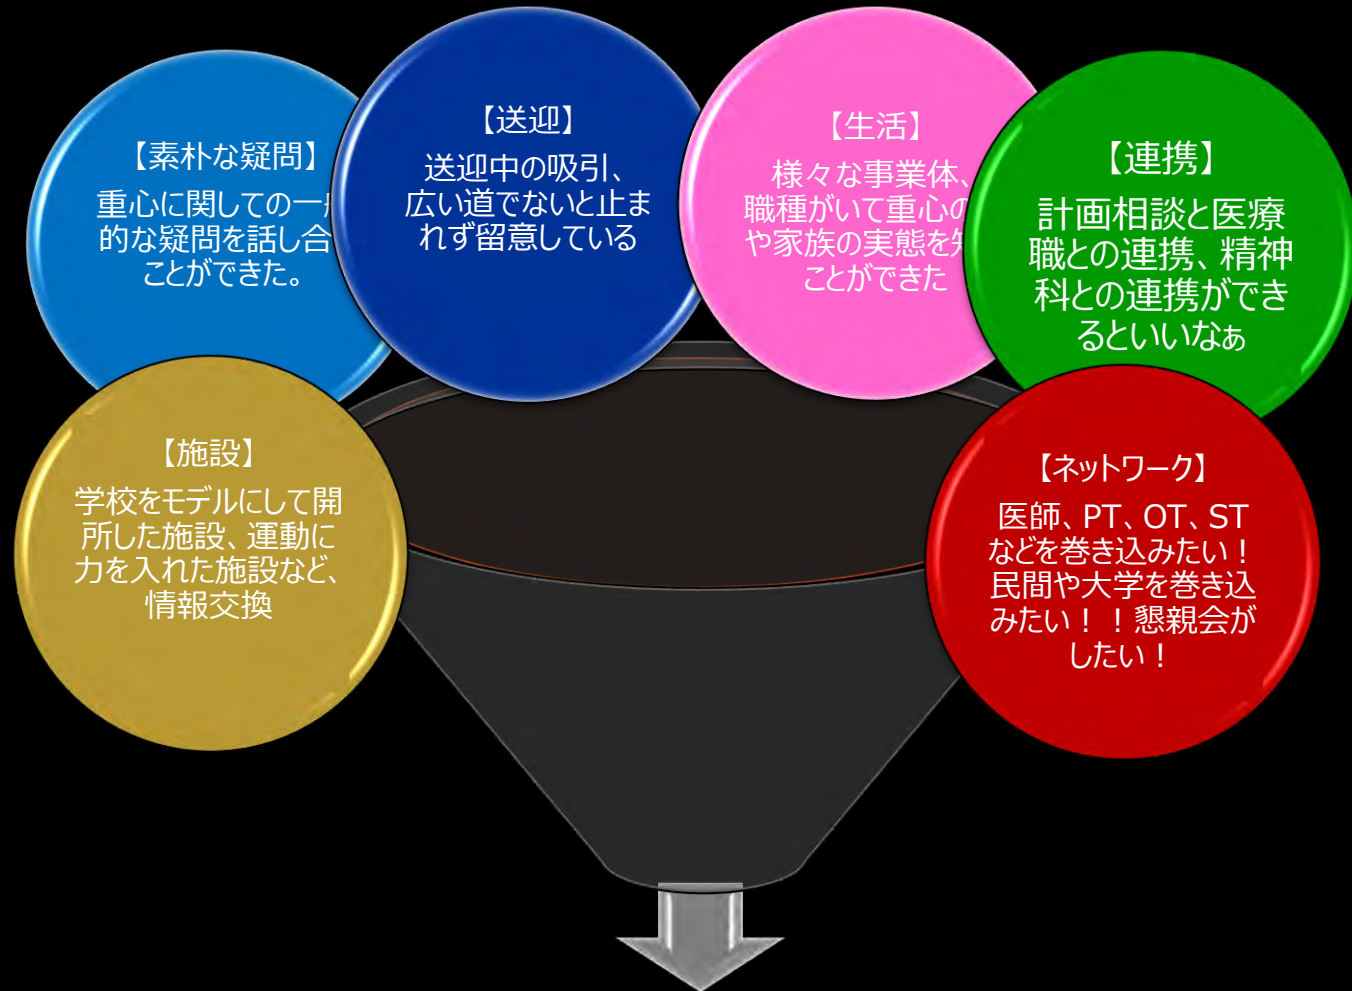 【素朴な疑問】
重心に関しての一
的な疑問を話し合
ことができた。
【送迎】
送迎中の吸引、
広い道でないと止ま
れず留意している
【生活】
様々な事業体、
職種がいて重心の
や家族の実態を
ことができた
【連携】
計画相談と医療
職との連携、精神
科との連携ができ
るといいなぁ
【施設】
学校をモデルにして開
所した施設、運動に
力を入れた施設など、
情報交換
【ネットワーク】
医師、PT、OT、ST
などを巻き込みたい！
民間や大学を巻き込
みたい！！懇親会が
したい！